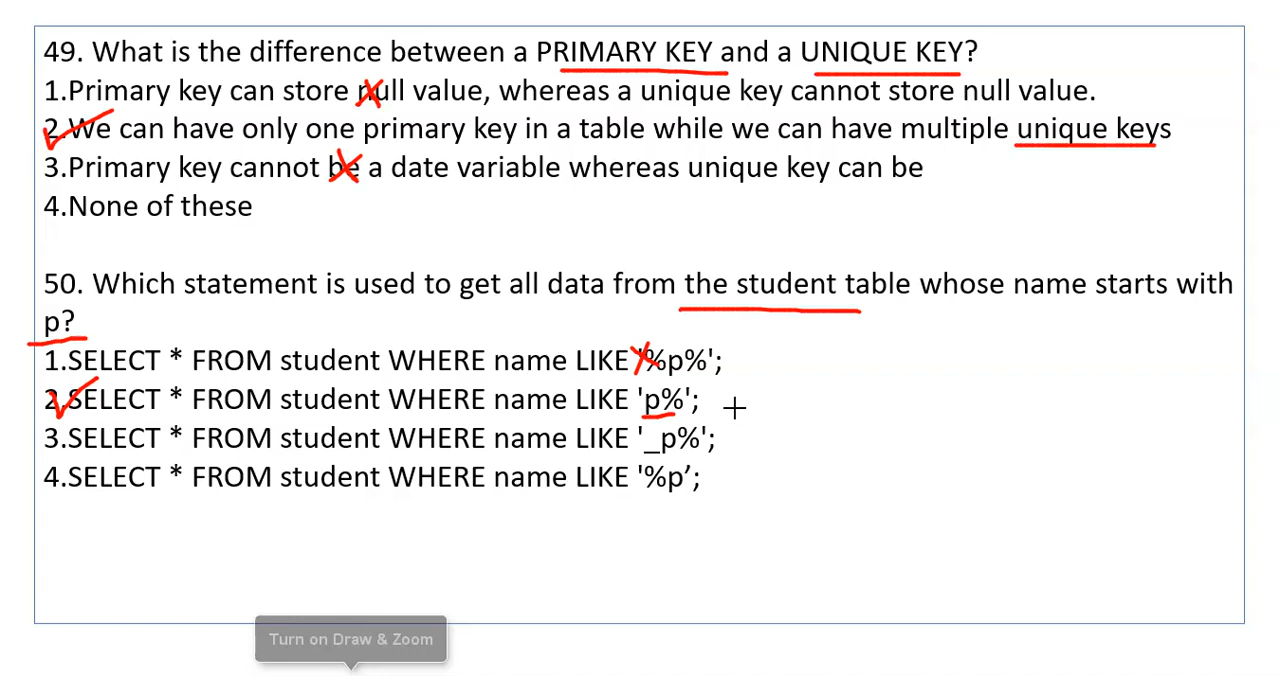 49. What is the difference between a PRIMARY KEY and a UNIQUE KEY?
1.Primary key can store null value, whereas a unique key cannot store null value.
2.We can have only one primary key in a table while we can have multiple unique keys
3.Primary key cannot be a date variable whereas unique key can be
4.None of these
50. Which statement is used to get all data from the student table whose name starts with
p?
1.SELECT * FROM student WHERE name LIKE '%p%';
2.SELECT * FROM student WHERE name LIKE 'p%';
3.SELECT * FROM student WHERE name LIKE '_p%';
4.SELECT * FROM student WHERE name LIKE '%p’;
Turn on Draw & Zoom